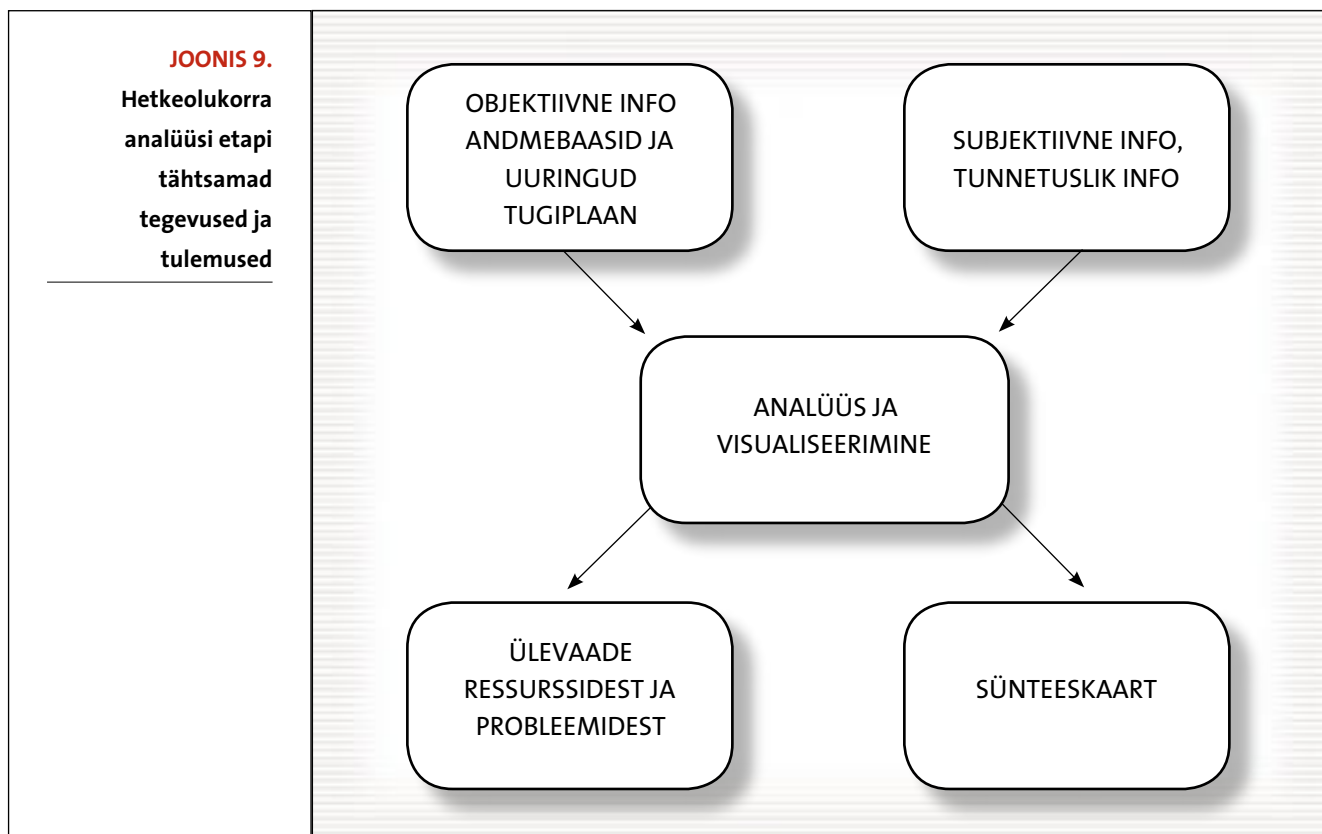 JOONIS 9.
Hetkeolukorra
analüüsi etapi
tähtsamad
tegevused ja
tulemused
OBJEKTIIVNE INFO
ANDMEBAASID JA
UURINGUD
TUGIPLAAN
SUBJEKTIIVNE INFO,
TUNNETUSLIK INFO
ANALÜÜS JA
VISUALISEERIMINE
ÜLEVAADE
RESSURSSIDEST JA
PROBLEEMIDEST
SÜNTEESKAART